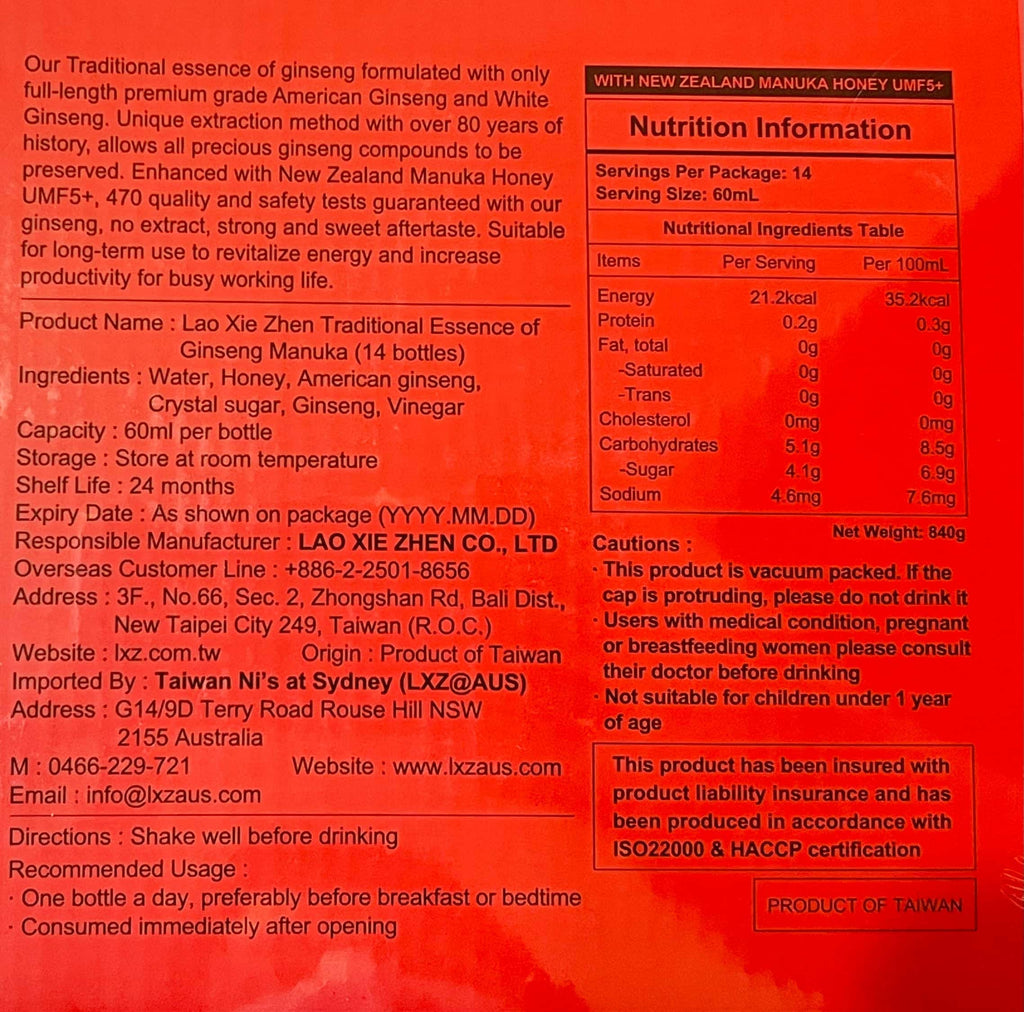 Our Traditional essence of ginseng formulated with only
full-length premium grade American Ginseng and White
Ginseng. Unique extraction method with over 80 years of
history, allows all precious ginseng compounds to be
preserved. Enhanced with New Zealand Manuka Honey
UMF5+, 470 quality and safety tests guaranteed with our
ginseng, no extract, strong and sweet aftertaste. Suitable
for long-term use to revitalize energy and increase
productivity for busy working life.
Product Name : Lao Xie Zhen Traditional Essence of
Ginseng Manuka (14 bottles)
Ingredients : Water, Honey, American ginseng,
Crystal sugar, Ginseng, Vinegar
Capacity : 60ml per bottle
Storage : Store at room temperature
Shelf Life : 24 months
Expiry Date : As shown on package (YYYY.MM.DD)
Responsible Manufacturer : LAO XIE ZHEN CO., LTD
Overseas Customer Line : +886-2-2501-8656
Address : 3F., No.66, Sec. 2, Zhongshan Rd, Bali Dist.,
New Taipei City 249, Taiwan (R.O.C.)
Website : lxz.com.tw Origin : Product of Taiwan
Imported By : Taiwan Ni's at Sydney (LXZ@AUS)
Address : G14/9D Terry Road Rouse Hill NSW
2155 Australia
M : 0466-229-721 Website : www.lxzaus.com
Email : info@lxzaus.com
Directions : Shake well before drinking
Recommended Usage :
· One bottle a day, preferably before breakfast or bedtime
· Consumed immediately after opening
WITH NEW ZEALAND MANUKA HONEY UMF5+
Nutrition Information
Servings Per Package: 14
Serving Size: 60mL
Nutritional Ingredients Table
Items Per Serving Per 100mL
Energy 21.2kcal 35.2kcal
Protein 0.2g 0.3g
Fat, total 0g 0g
-Saturated 0g 0g
-Trans 0g 0g
Cholesterol 0mg 0mg
Carbohydrates 5.1g 8.5g
-Sugar 4.1g 6.9g
Sodium 4.6mg 7.6mg
Net Weight: 840g
Cautions :
· This product is vacuum packed. If the
cap is protruding, please do not drink it
· Users with medical condition, pregnant
or breastfeeding women please consult
their doctor before drinking
· Not suitable for children under 1 year
of age
This product has been insured with
product liability insurance and has
been produced in accordance with
ISO22000 & HACCP certification
PRODUCT OF TAIWAN